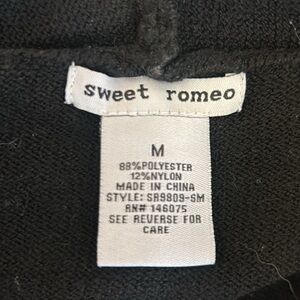 sweet romeo
M
88%POLYESTER
12%NYLON
MADE IN CHINA
STYLE: SR9809-SM
RN# 146075
SEE REVERSE FOR
CARE